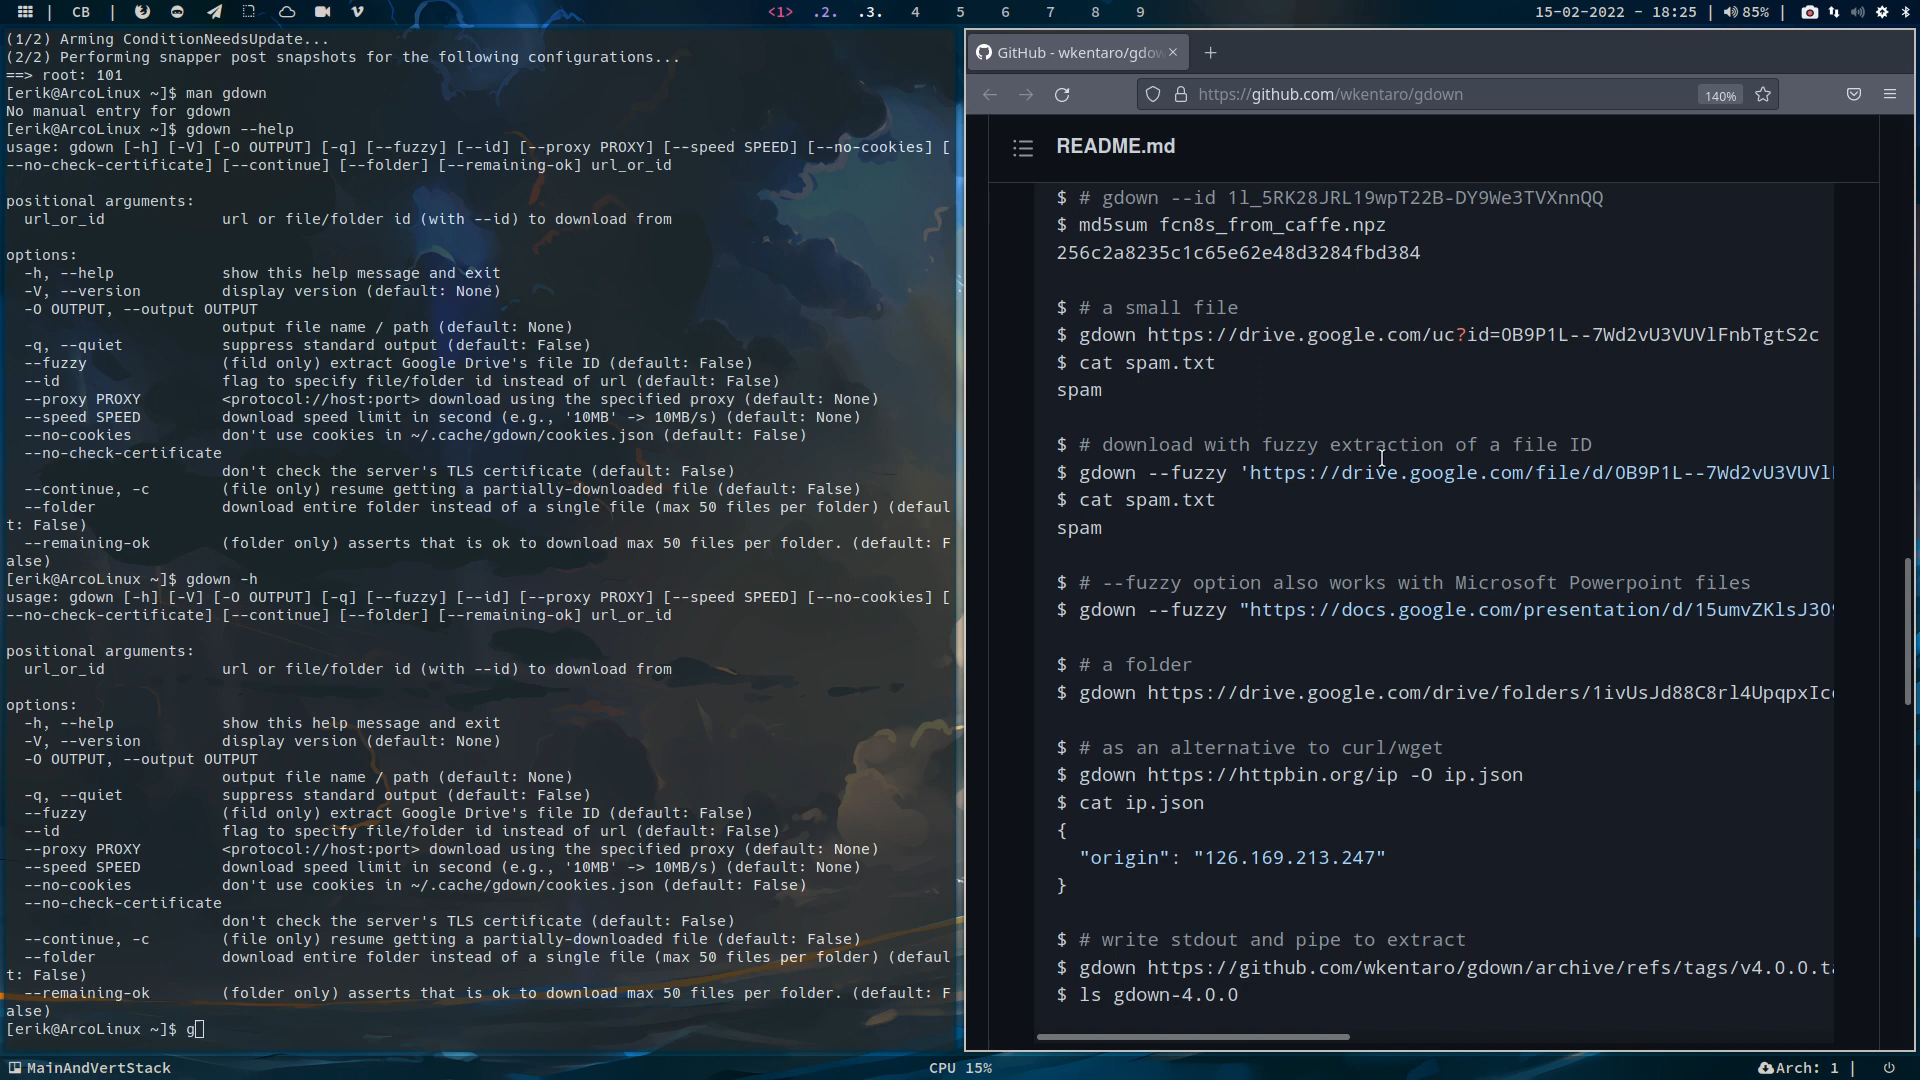 CB
<1> .2. .3. 4 5 6 7 8 9
15-02-2022 - 18:25 | 85% |
(1/2) Arming ConditionNeedsUpdate...
(2/2) Performing snapper post snapshots for the following configurations...
==> root: 101
[erik@ArcoLinux ~]$ man gdown
No manual entry for gdown
[erik@ArcoLinux ~]$ gdown --help
usage: gdown [-h] [-V] [-O OUTPUT] [-q] [--fuzzy] [--id] [--proxy PROXY] [--speed SPEED] [--no-cookies] [
--no-check-certificate] [--continue] [--folder] [--remaining-ok] url_or_id
positional arguments:
url_or_id url or file/folder id (with --id) to download from
options:
-h, --help show this help message and exit
-V, --version display version (default: None)
-O OUTPUT, --output OUTPUT
output file name / path (default: None)
-q, --quiet suppress standard output (default: False)
--fuzzy (fild only) extract Google Drive's file ID (default: False)
--id flag to specify file/folder id instead of url (default: False)
--proxy PROXY <protocol://host:port> download using the specified proxy (default: None)
--speed SPEED download speed limit in second (e.g., '10MB' -> 10MB/s) (default: None)
--no-cookies don't use cookies in ~/.cache/gdown/cookies.json (default: False)
--no-check-certificate
don't check the server's TLS certificate (default: False)
--continue, -c (file only) resume getting a partially-downloaded file (default: False)
--folder download entire folder instead of a single file (max 50 files per folder) (defaul
t: False)
--remaining-ok (folder only) asserts that is ok to download max 50 files per folder. (default: F
alse)
[erik@ArcoLinux ~]$ gdown -h
usage: gdown [-h] [-V] [-O OUTPUT] [-q] [--fuzzy] [--id] [--proxy PROXY] [--speed SPEED] [--no-cookies] [
--no-check-certificate] [--continue] [--folder] [--remaining-ok] url_or_id
positional arguments:
url_or_id url or file/folder id (with --id) to download from
options:
-h, --help show this help message and exit
-V, --version display version (default: None)
-O OUTPUT, --output OUTPUT
output file name / path (default: None)
-q, --quiet suppress standard output (default: False)
--fuzzy (fild only) extract Google Drive's file ID (default: False)
--id flag to specify file/folder id instead of url (default: False)
--proxy PROXY <protocol://host:port> download using the specified proxy (default: None)
--speed SPEED download speed limit in second (e.g., '10MB' -> 10MB/s) (default: None)
--no-cookies don't use cookies in ~/.cache/gdown/cookies.json (default: False)
--no-check-certificate
don't check the server's TLS certificate (default: False)
--continue, -c (file only) resume getting a partially-downloaded file (default: False)
--folder download entire folder instead of a single file (max 50 files per folder) (defaul
t: False)
--remaining-ok (folder only) asserts that is ok to download max 50 files per folder. (default: F
alse)
[erik@ArcoLinux ~]$ g
GitHub - wkentaro/gdow
https://github.com/wkentaro/gdown 140%
README.md
$ # gdown --id 1l_5RK28JRL19wpT22B-DY9We3TVXnnQQ
$ md5sum fcn8s_from_caffe.npz
256c2a8235c1c65e62e48d3284fbd384
$ # a small file
$ gdown https://drive.google.com/uc?id=0B9P1L--7Wd2vU3VUVlFnbTgtS2c
$ cat spam.txt
spam
$ # download with fuzzy extraction of a file ID
$ gdown --fuzzy 'https://drive.google.com/file/d/0B9P1L--7Wd2vU3VUVl
$ cat spam.txt
spam
$ # --fuzzy option also works with Microsoft Powerpoint files
$ gdown --fuzzy "https://docs.google.com/presentation/d/15umvZKlsJ3O
$ # a folder
$ gdown https://drive.google.com/drive/folders/1ivUsJd88C8rl4UpqpxIc
$ # as an alternative to curl/wget
$ gdown https://httpbin.org/ip -O ip.json
$ cat ip.json
{
"origin": "126.169.213.247"
}
$ # write stdout and pipe to extract
$ gdown https://github.com/wkentaro/gdown/archive/refs/tags/v4.0.0.ta
$ ls gdown-4.0.0
MainAndVertStack
CPU 15%
Arch: 1 |